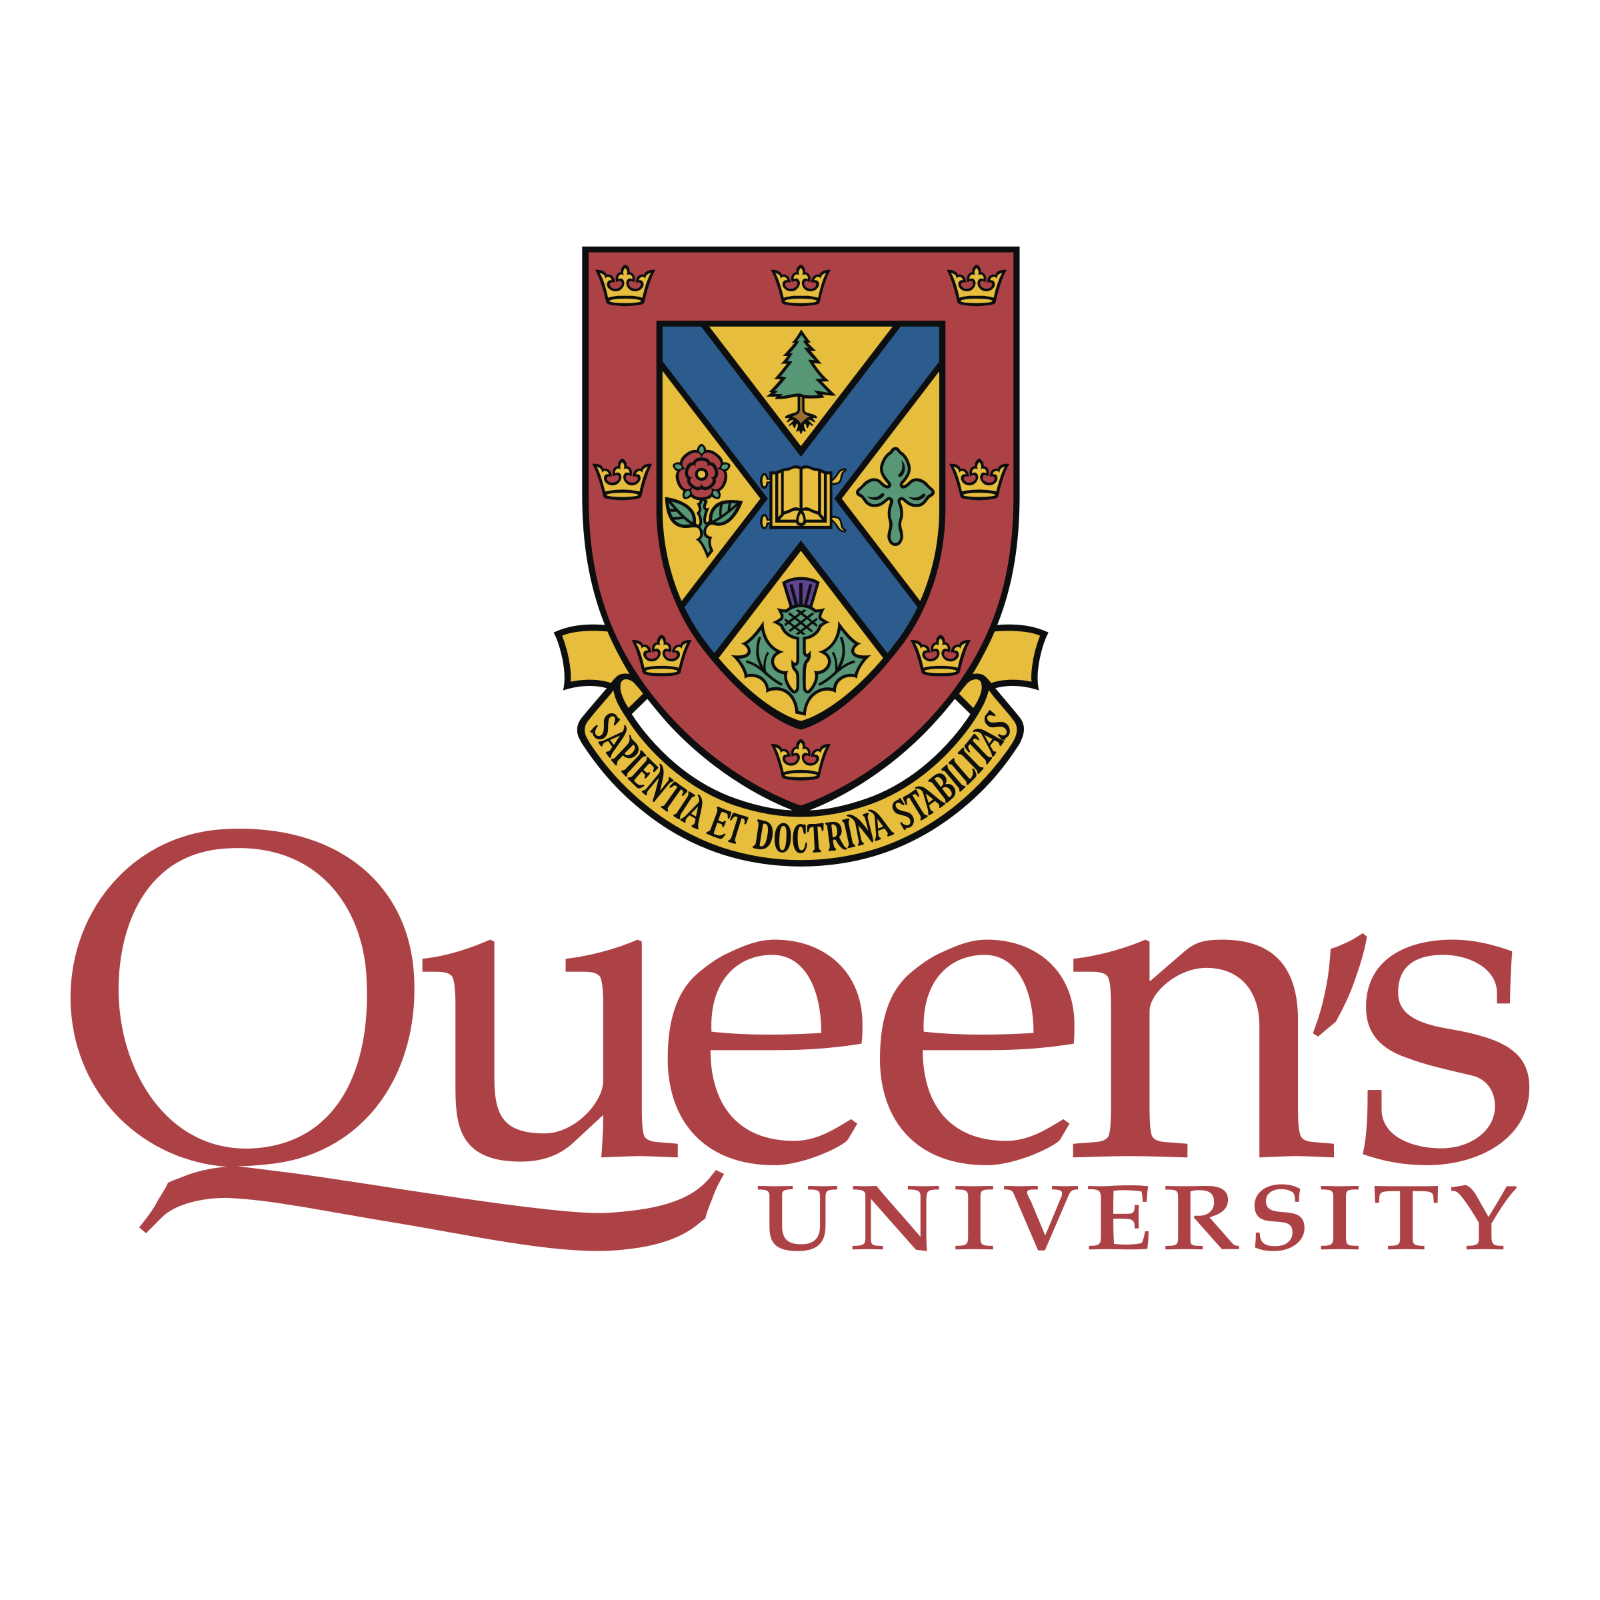 SAPIENTIA ET DOCTRINA STABILITAS
Queen's
UNIVERSITY